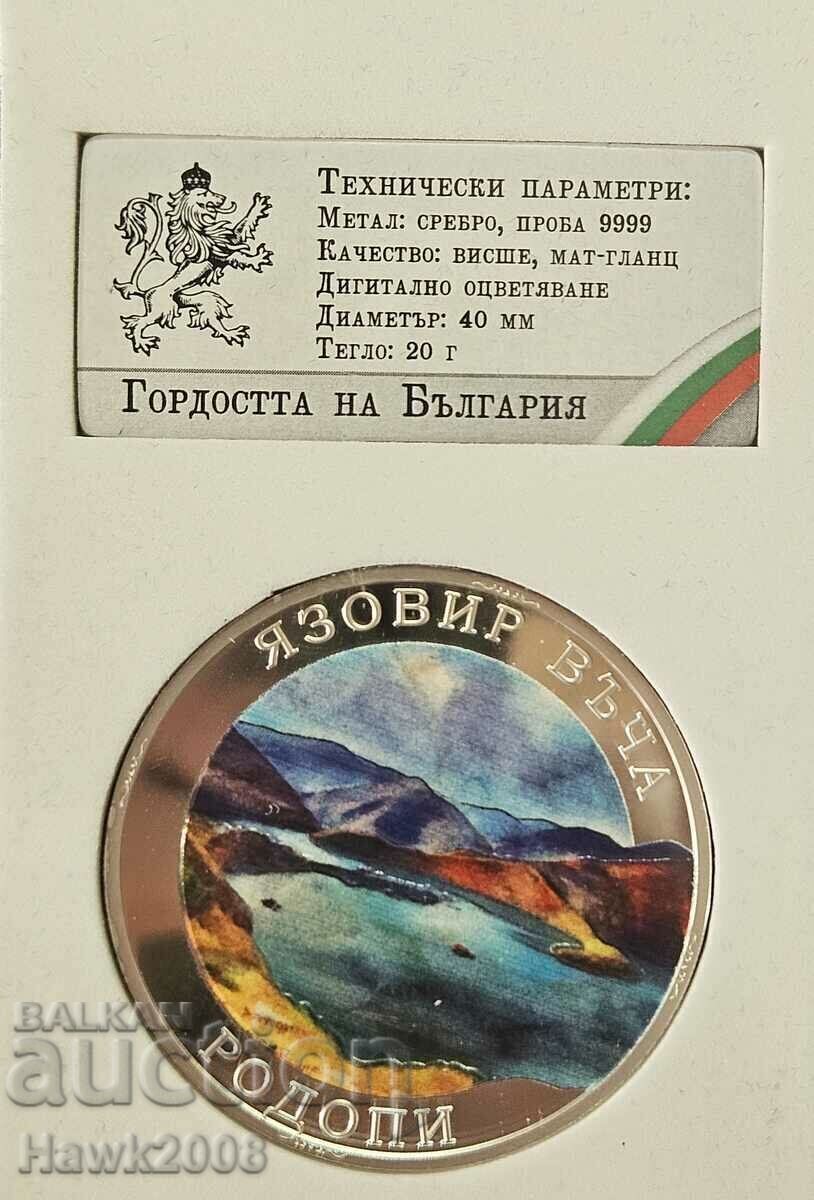 Технически параметри:
Метал: сребро, проба 9999
Качество: висше, мат-гланц
Дигитално оцветяване
Диаметър: 40 мм
Тегло: 20 г
Гордостта на България
ЯЗОВИР ВЪЧА
РОДОПИ
BALKAN
auction
Hawk2008